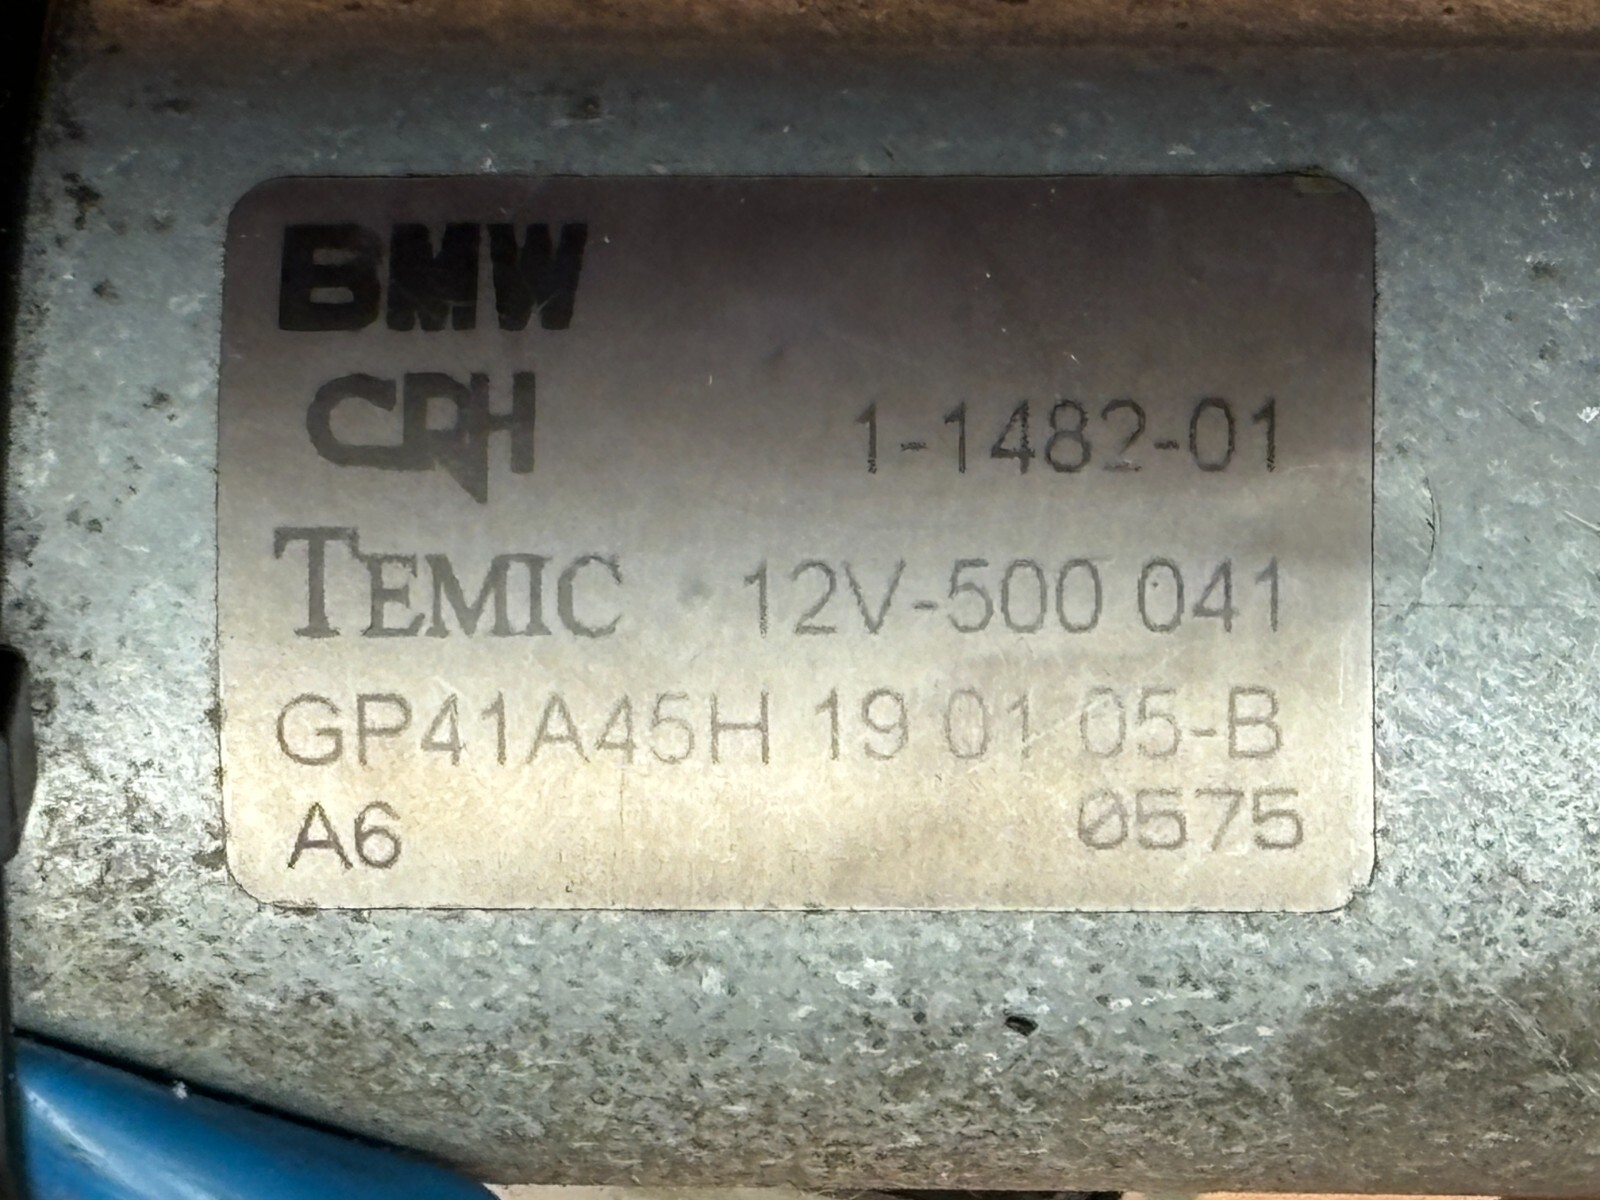 BMW
CRH 1-1482-01
TEMIC 12V-500 041
GP41A45H 19 01 05-B
A6 0575